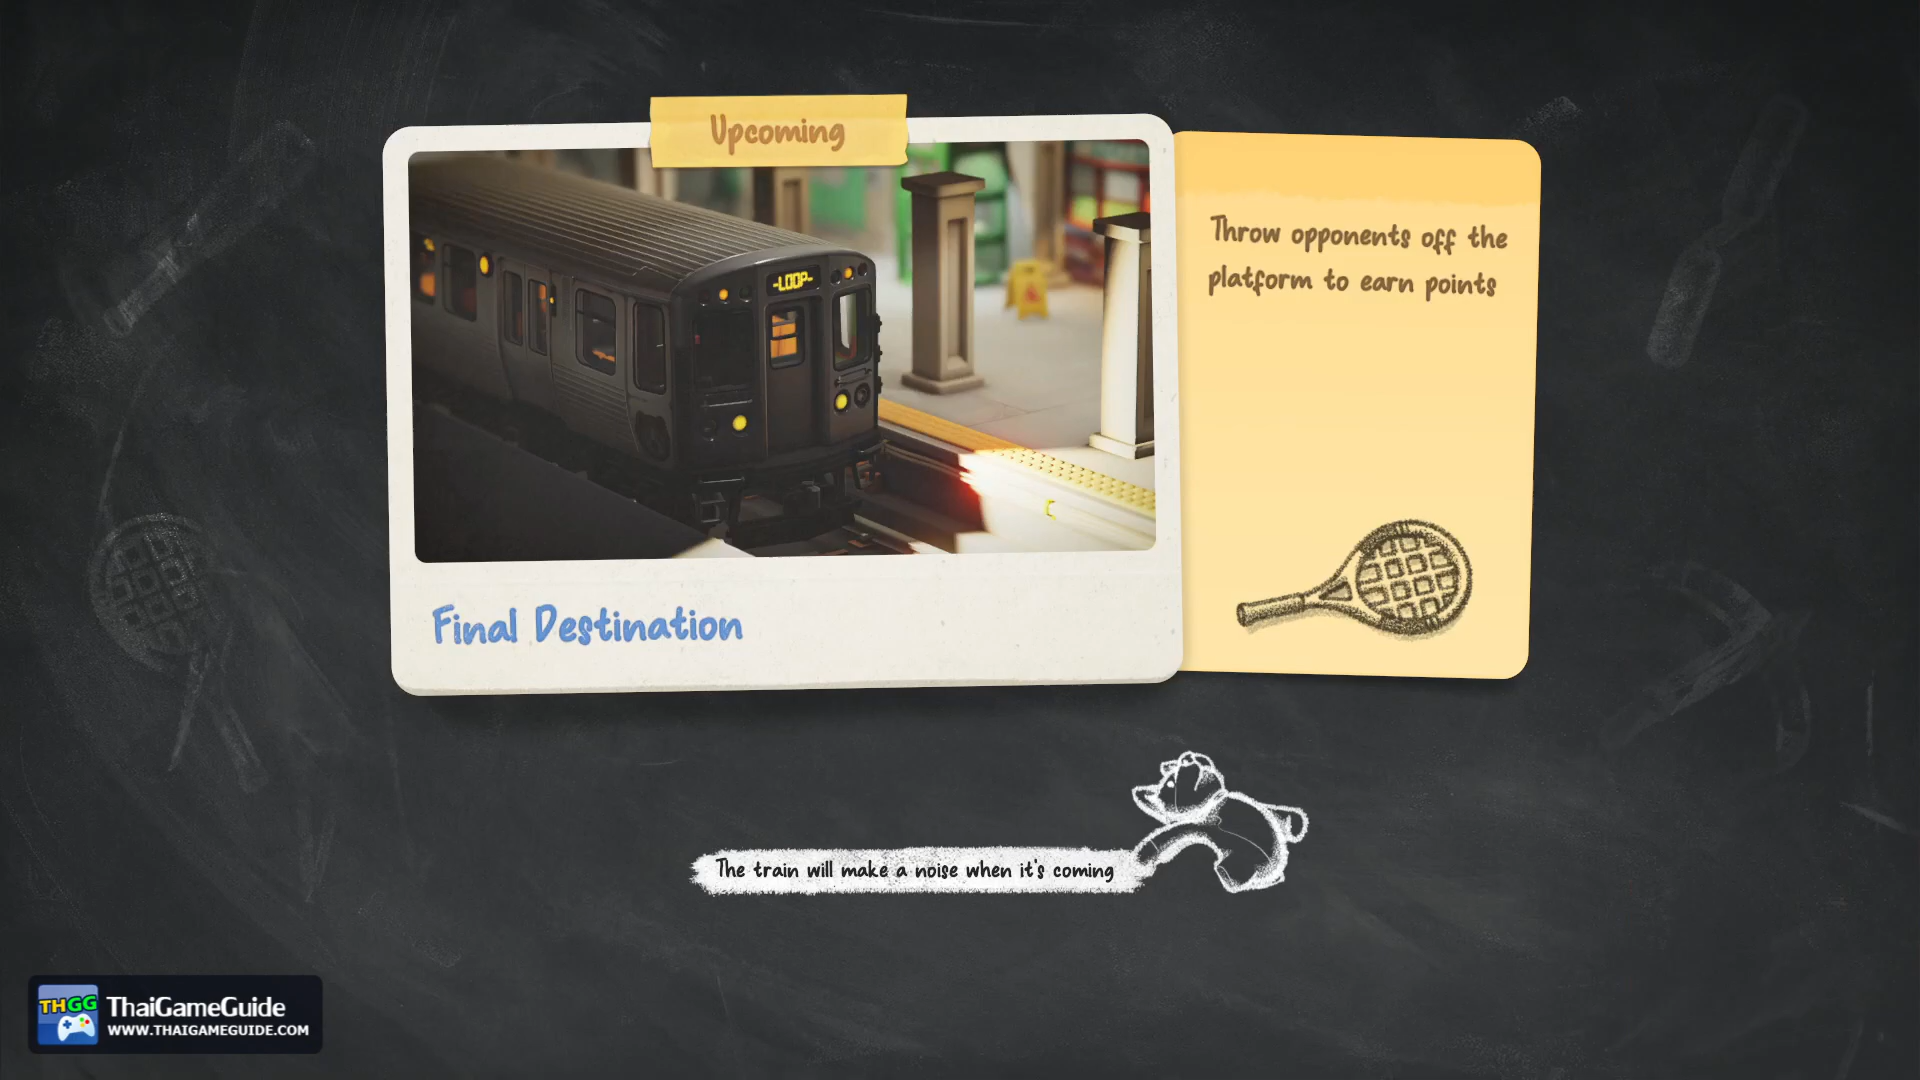 Upcoming
-LOOP-
Throw opponents off the
platform to earn points
Final Destination
The train will make a noise when it's coming
THGG
ThaiGameGuide
WWW.THAIGAMEGUIDE.COM